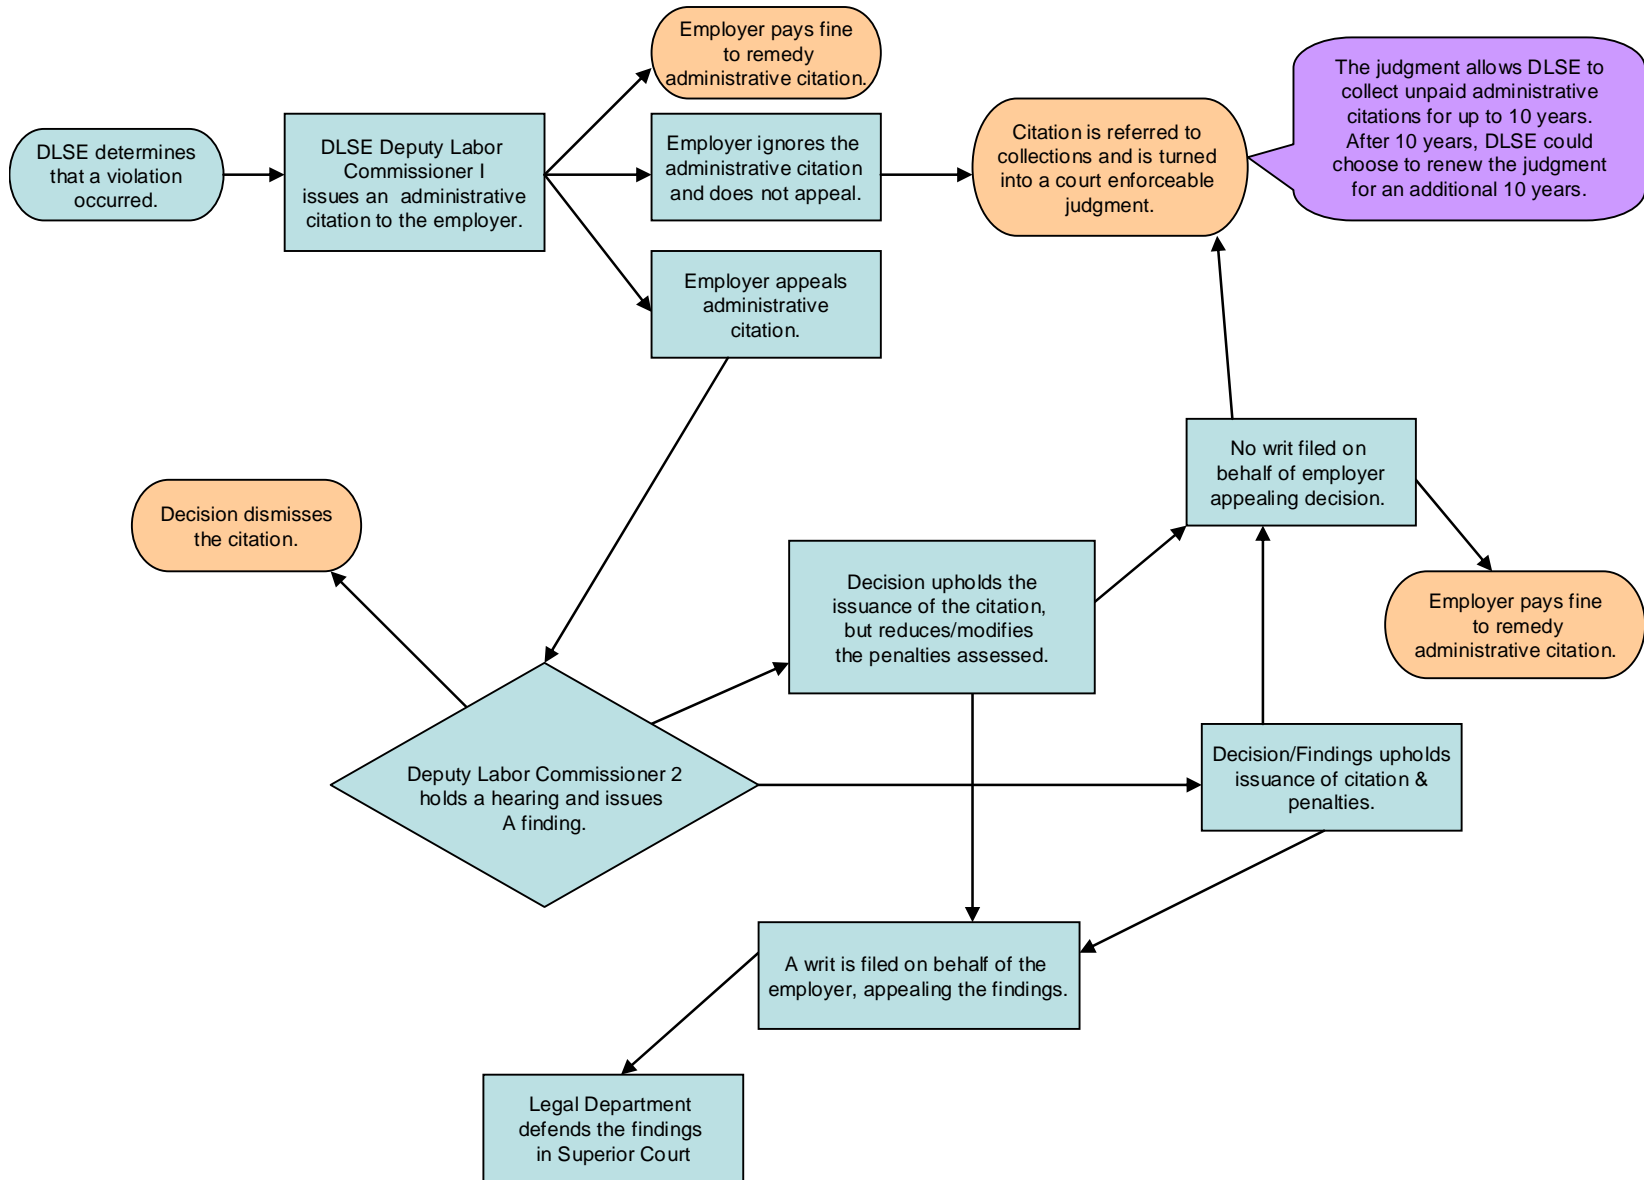 Employer pays fine
to remedy
administrative citation.
The judgment allows DLSE to
collect unpaid administrative
citations for up to 10 years.
After 10 years, DLSE could
choose to renew the judgment
for an additional 10 years.
DLSE determines
that a violation
occurred.
DLSE Deputy Labor
Commissioner I
issues an  administrative
citation to the employer.
Employer ignores the
administrative citation
and does not appeal.
Citation is referred to
collections and is turned
into a court enforceable
judgment.
Employer appeals
administrative
citation.
No writ filed on
behalf of employer
appealing decision.
Decision dismisses
the citation.
Decision upholds the
issuance of the citation,
but reduces/modifies
the penalties assessed.
Employer pays fine
to remedy
administrative citation.
Deputy Labor Commissioner 2
holds a hearing and issues
A finding.
Decision/Findings upholds
issuance of citation &
penalties.
A writ is filed on behalf of the
employer, appealing the findings.
Legal Department
defends the findings
in Superior Court